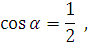 cos α = 1/2 ,